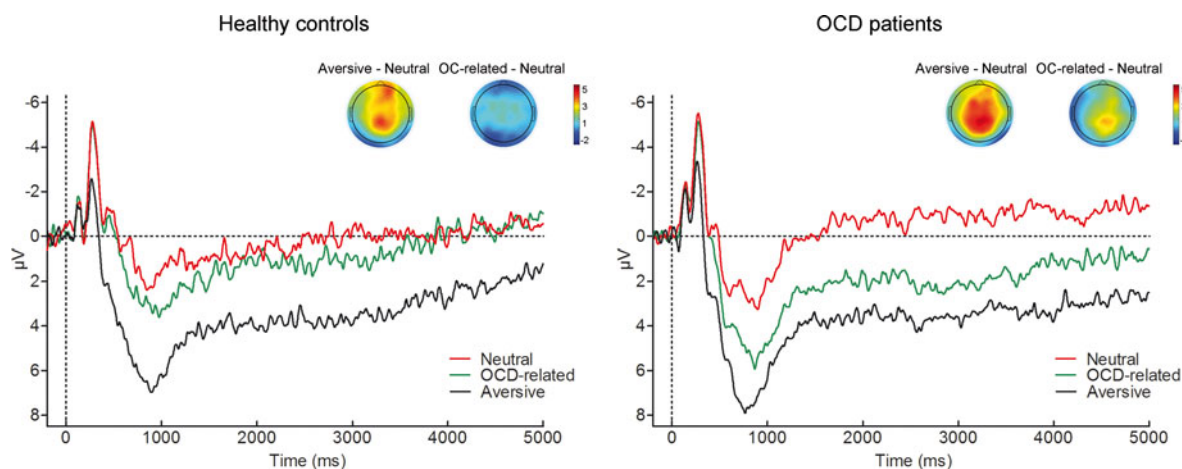 Healthy controls
Aversive - Neutral OC-related - Neutral
5
3
1
-2
-6
-4
-2
0
2
4
6
8
µV
Neutral
OCD-related
Aversive
0 1000 2000 3000 4000 5000
Time (ms)
OCD patients
Aversive - Neutral OC-related - Neutral
-6
-4
-2
0
2
4
6
8
µV
Neutral
OCD-related
Aversive
0 1000 2000 3000 4000 5000
Time (ms)